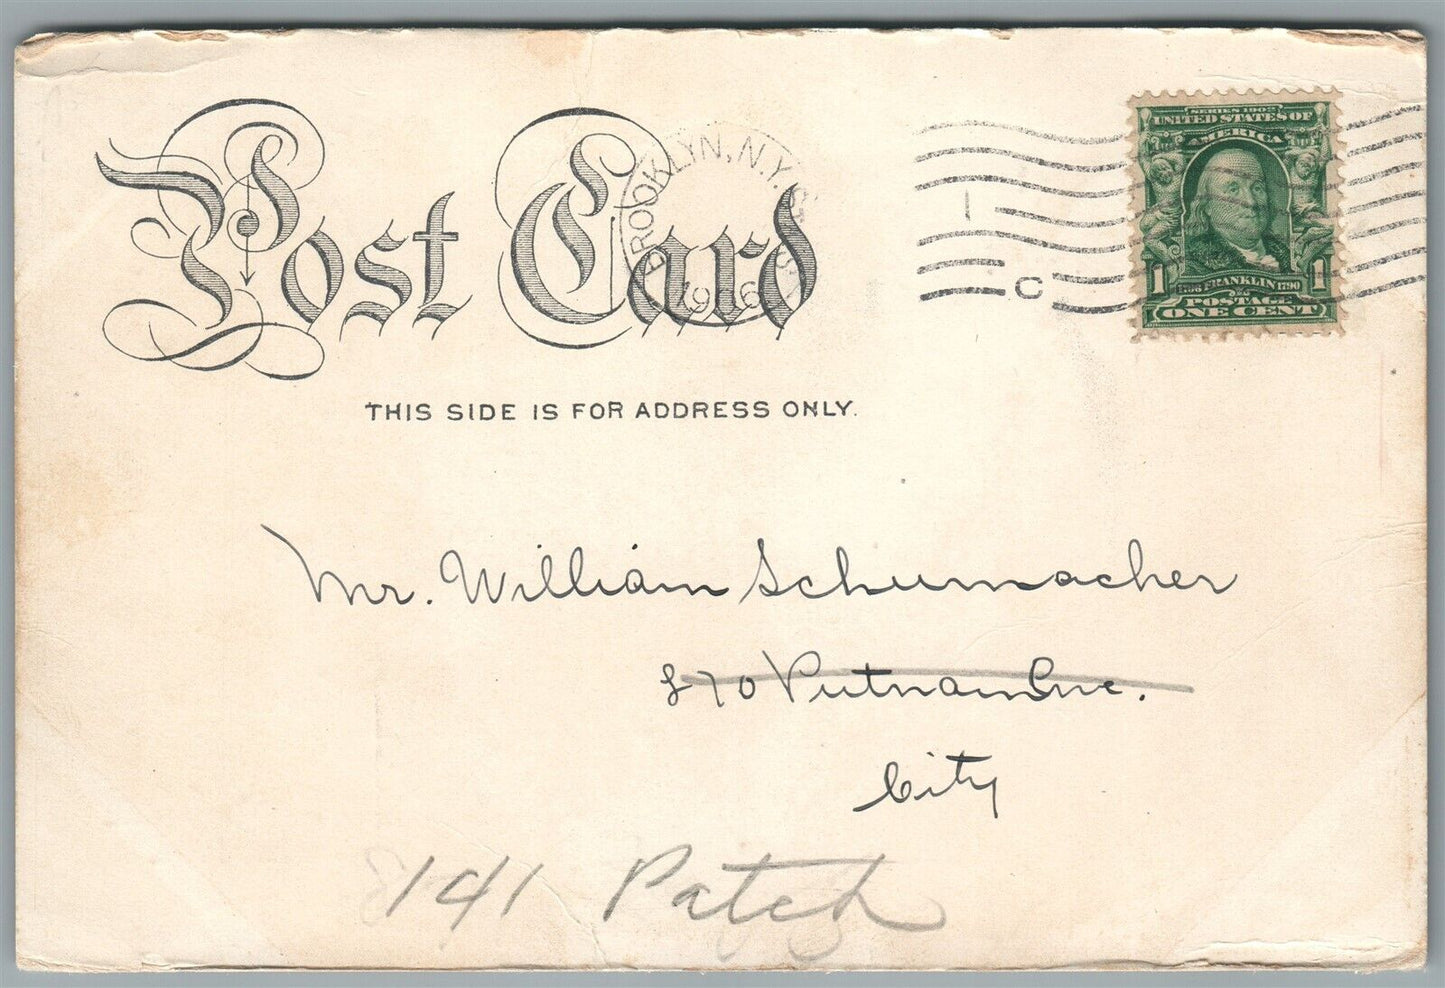 Post Card
BROOKLYN, N.Y.
1906
C
SERIES 1902
UNITED STATES OF
AMERICA
1 1706 FRANKLIN 1790 1
POSTAGE
ONE CENT
THIS SIDE IS FOR ADDRESS ONLY.
Mr. William Schumacher
870 Putnam Ave.
City
141 Patch